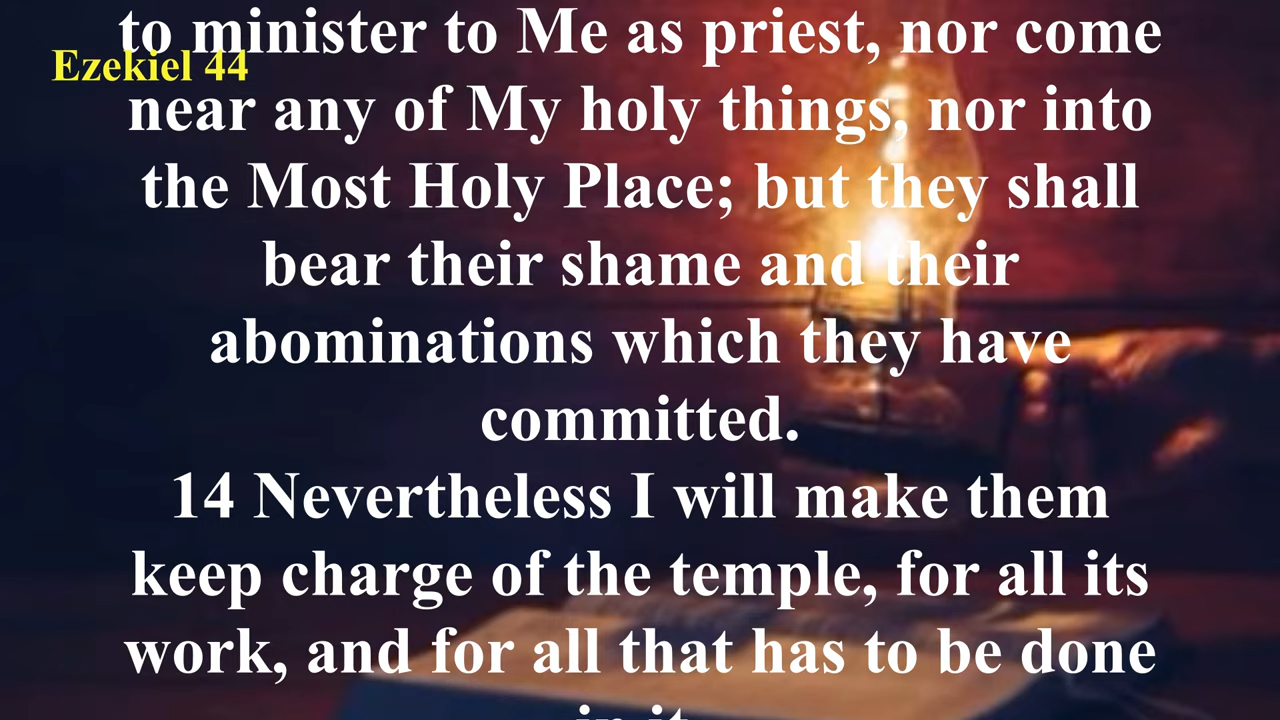 to minister to Me as priest, nor come
Ezekiel 44
near any of My holy things, nor into
the Most Holy Place; but they shall
bear their shame and their
abominations which they have
committed.
14 Nevertheless I will make them
keep charge of the temple, for all its
work, and for all that has to be done
in it.